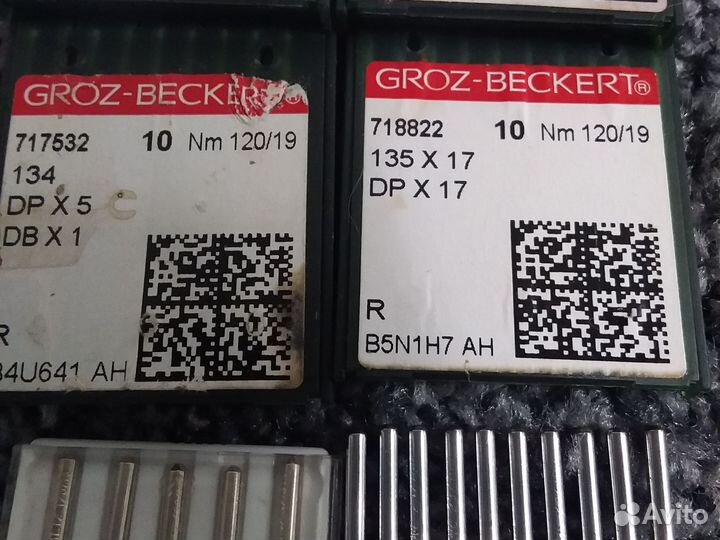 GROZ-BECKERT®
717532 10 Nm 120/19
134
DP X 5
DB X 1
R
B4U641 AH
GROZ-BECKERT®
718822 10 Nm 120/19
135 X 17
DP X 17
R
B5N1H7 AH
Avito